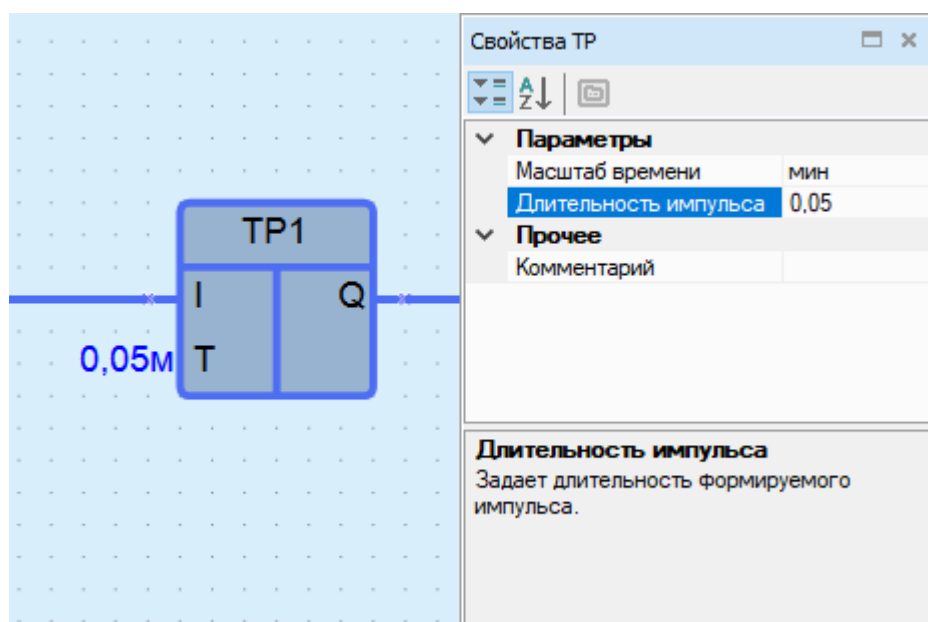 Свойства TP
Параметры
Масштаб времени мин
Длительность импульса 0,05
Прочее
Комментарий
TP1
I Q
0,05м T
Длительность импульса
Задает длительность формируемого
импульса.